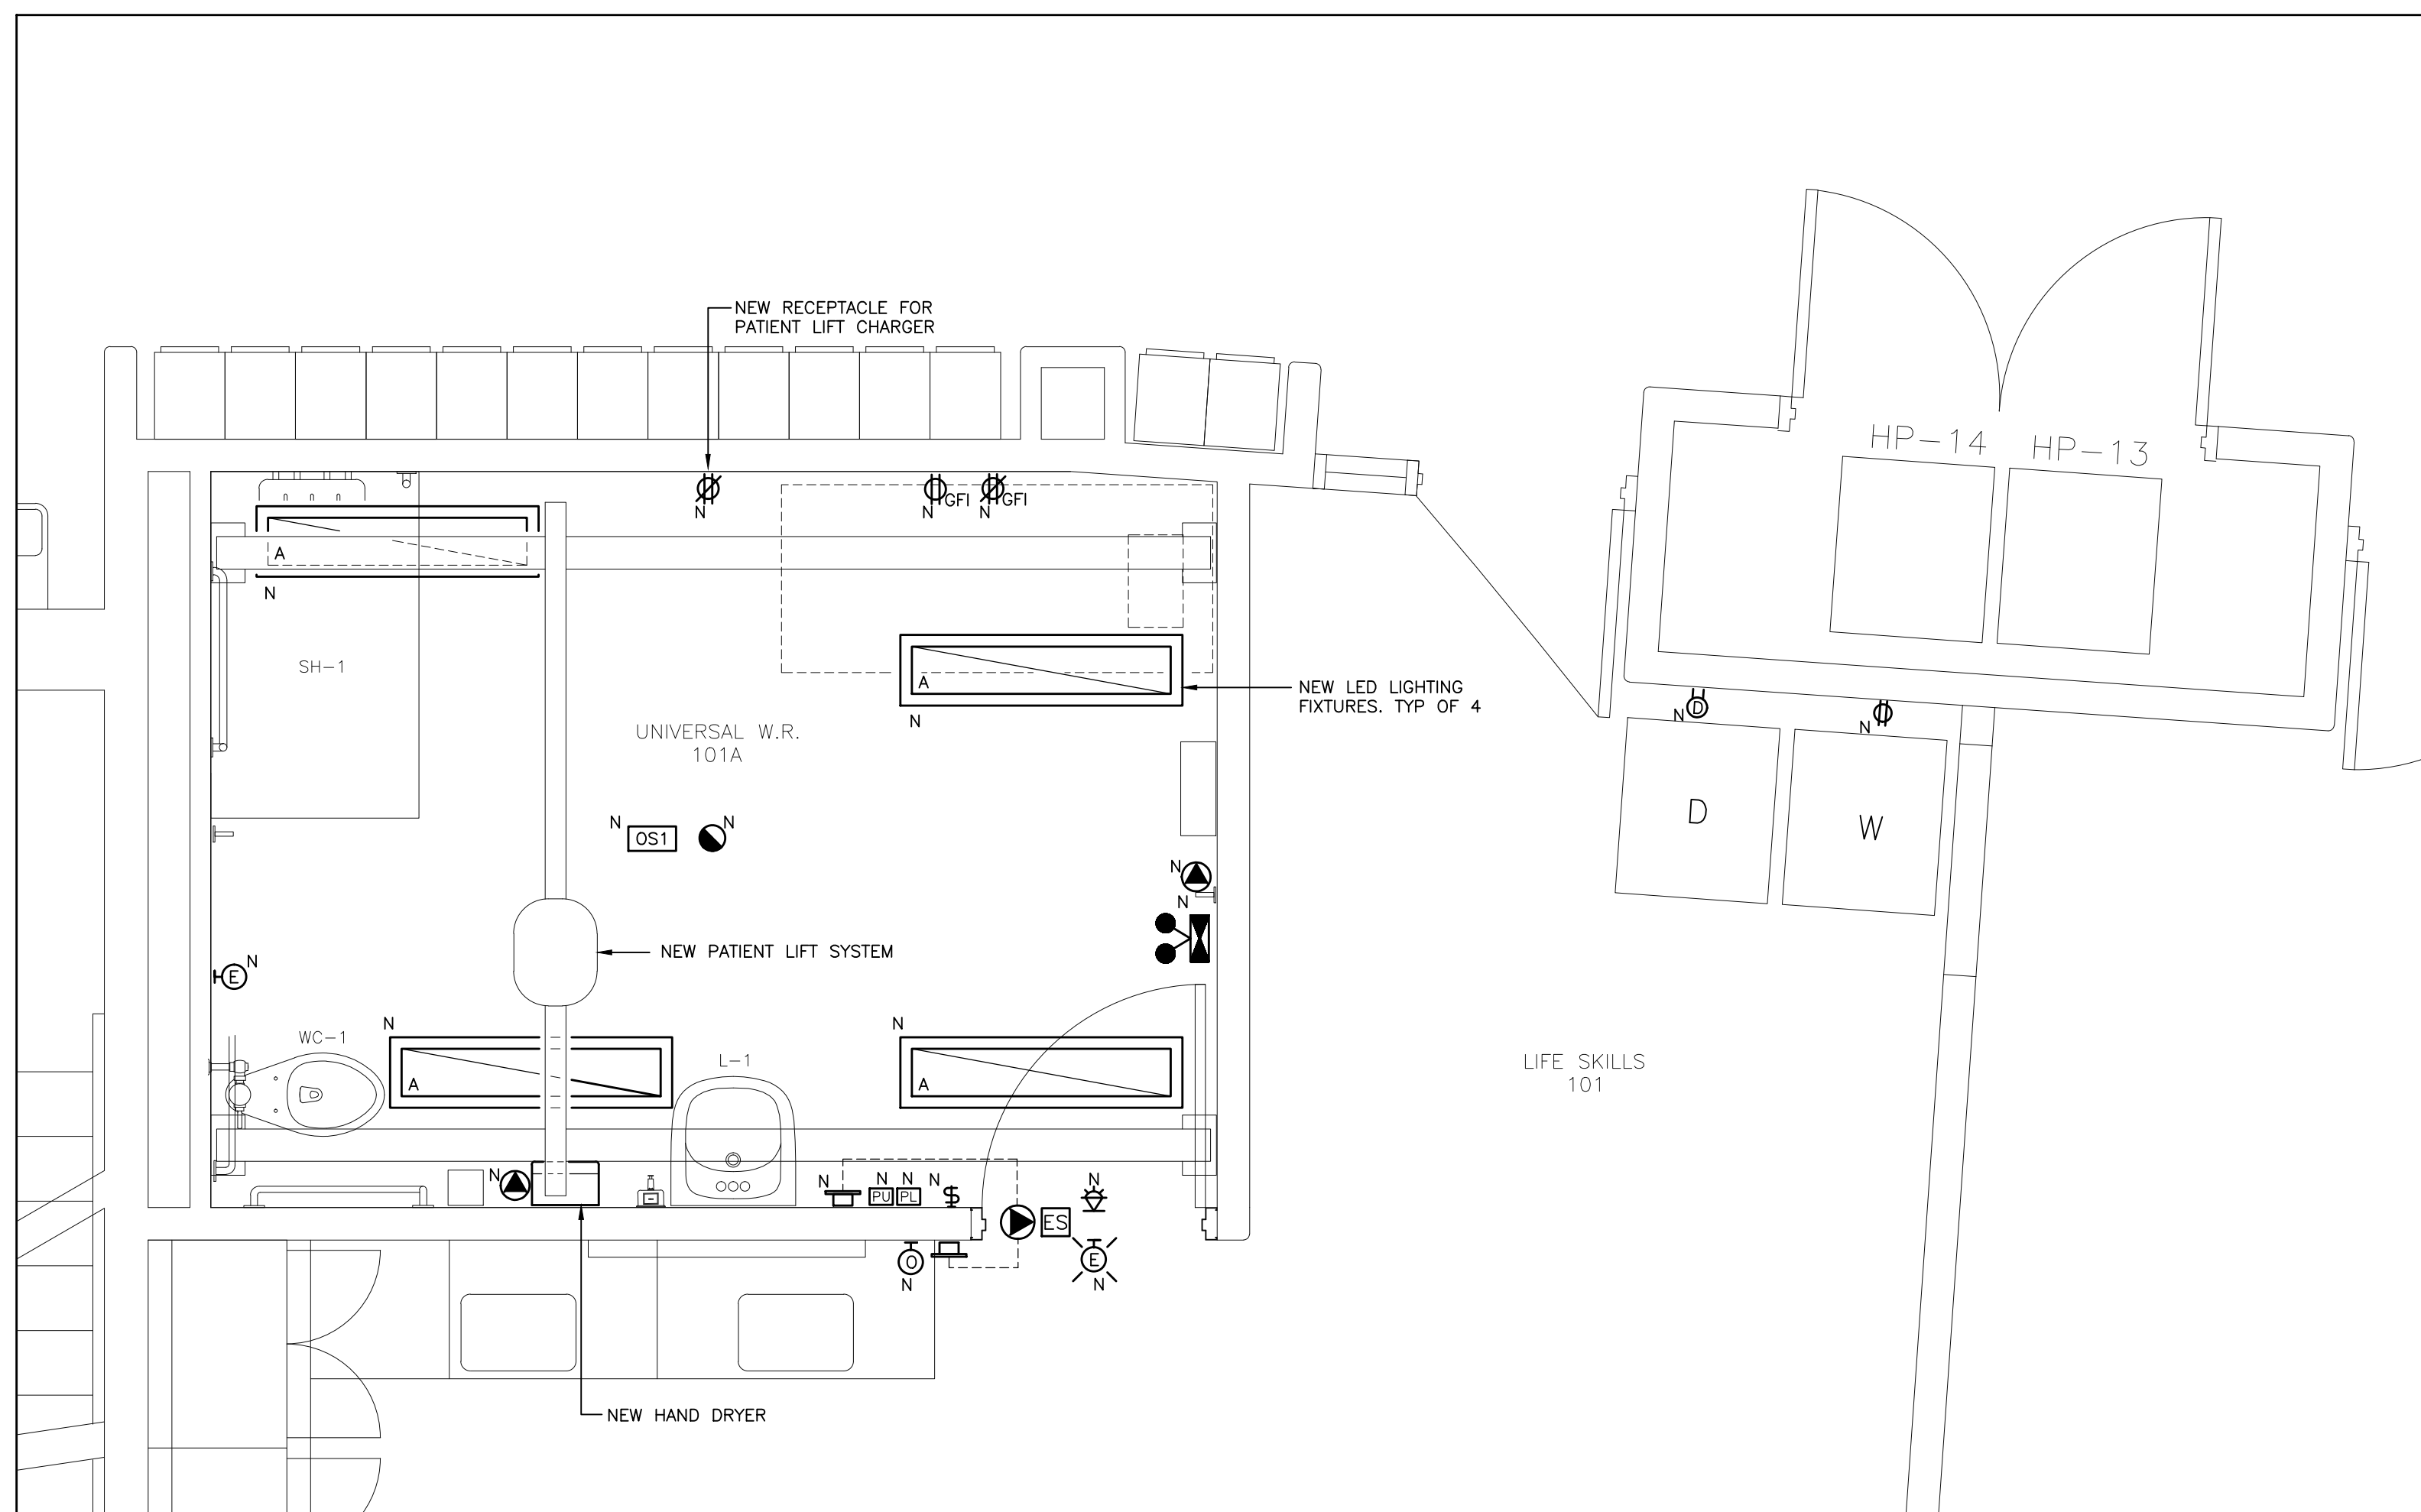 NEW RECEPTACLE FOR
PATIENT LIFT CHARGER
HP-14
HP-13
N
GFI
N
GFI
N
A
N
SH-1
A
N
NEW LED LIGHTING
FIXTURES. TYP OF 4
D
N
N
UNIVERSAL W.R.
101A
D
W
N
OS1
N
N
N
NEW PATIENT LIFT SYSTEM
E
N
N
WC-1
A
L-1
N
A
LIFE SKILLS
101
N
N
N
PU
N
PL
N
$
N
ES
O
N
E
N
NEW HAND DRYER